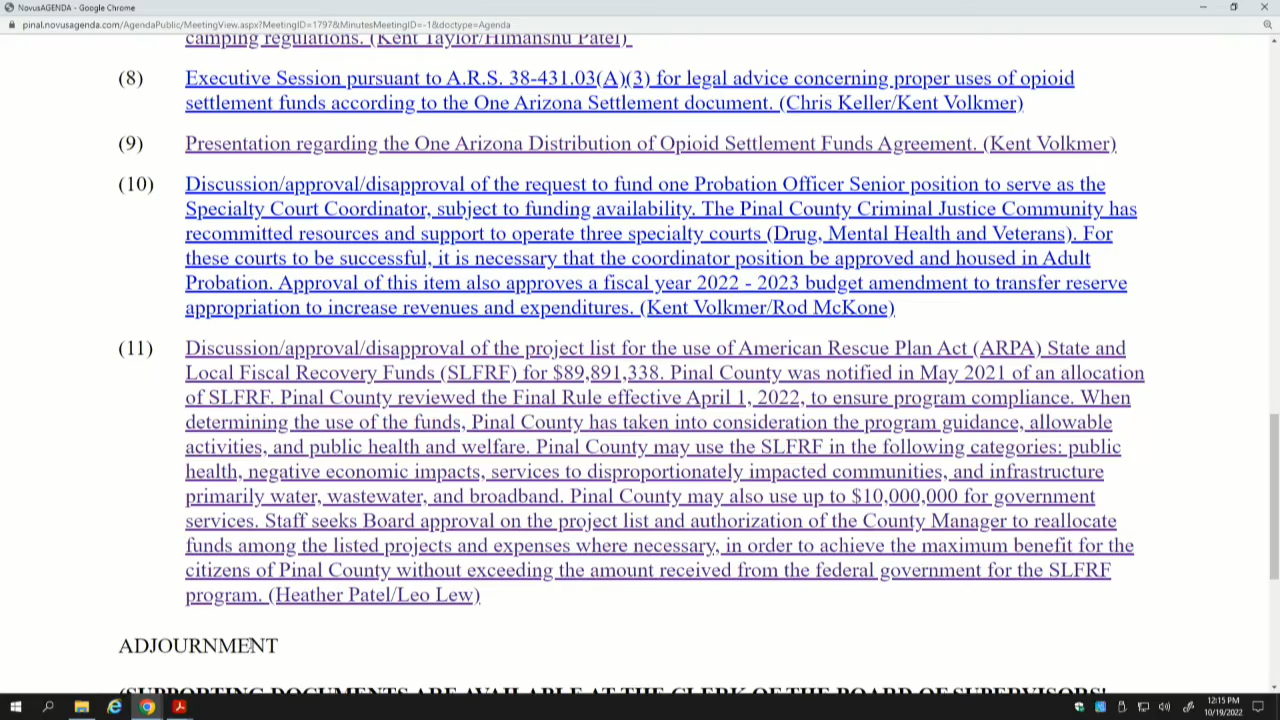 NovusAGENDA - Google Chrome
pinal.novusagenda.com/AgendaPublic/MeetingView.aspx?MeetingID=1797&MinutesMeetingID=-1&doctype=Agenda
camping regulations. (Kent Taylor/Himanshu Patel)
(8) Executive Session pursuant to A.R.S. 38-431.03(A)(3) for legal advice concerning proper uses of opioid
settlement funds according to the One Arizona Settlement document. (Chris Keller/Kent Volkmer)
(9) Presentation regarding the One Arizona Distribution of Opioid Settlement Funds Agreement. (Kent Volkmer)
(10) Discussion/approval/disapproval of the request to fund one Probation Officer Senior position to serve as the
Specialty Court Coordinator, subject to funding availability. The Pinal County Criminal Justice Community has
recommitted resources and support to operate three specialty courts (Drug, Mental Health and Veterans). For
these courts to be successful, it is necessary that the coordinator position be approved and housed in Adult
Probation. Approval of this item also approves a fiscal year 2022 - 2023 budget amendment to transfer reserve
appropriation to increase revenues and expenditures. (Kent Volkmer/Rod McKone)
(11) Discussion/approval/disapproval of the project list for the use of American Rescue Plan Act (ARPA) State and
Local Fiscal Recovery Funds (SLFRF) for $89,891,338. Pinal County was notified in May 2021 of an allocation
of SLFRF. Pinal County reviewed the Final Rule effective April 1, 2022, to ensure program compliance. When
determining the use of the funds, Pinal County has taken into consideration the program guidance, allowable
activities, and public health and welfare. Pinal County may use the SLFRF in the following categories: public
health, negative economic impacts, services to disproportionately impacted communities, and infrastructure
primarily water, wastewater, and broadband. Pinal County may also use up to $10,000,000 for government
services. Staff seeks Board approval on the project list and authorization of the County Manager to reallocate
funds among the listed projects and expenses where necessary, in order to achieve the maximum benefit for the
citizens of Pinal County without exceeding the amount received from the federal government for the SLFRF
program. (Heather Patel/Leo Lew)
ADJOURNMENT
(SUPPORTING DOCUMENTS ARE AVAILABLE AT THE CLERK OF THE BOARD OF SUPERVISORS'
12:15 PM
10/19/2022